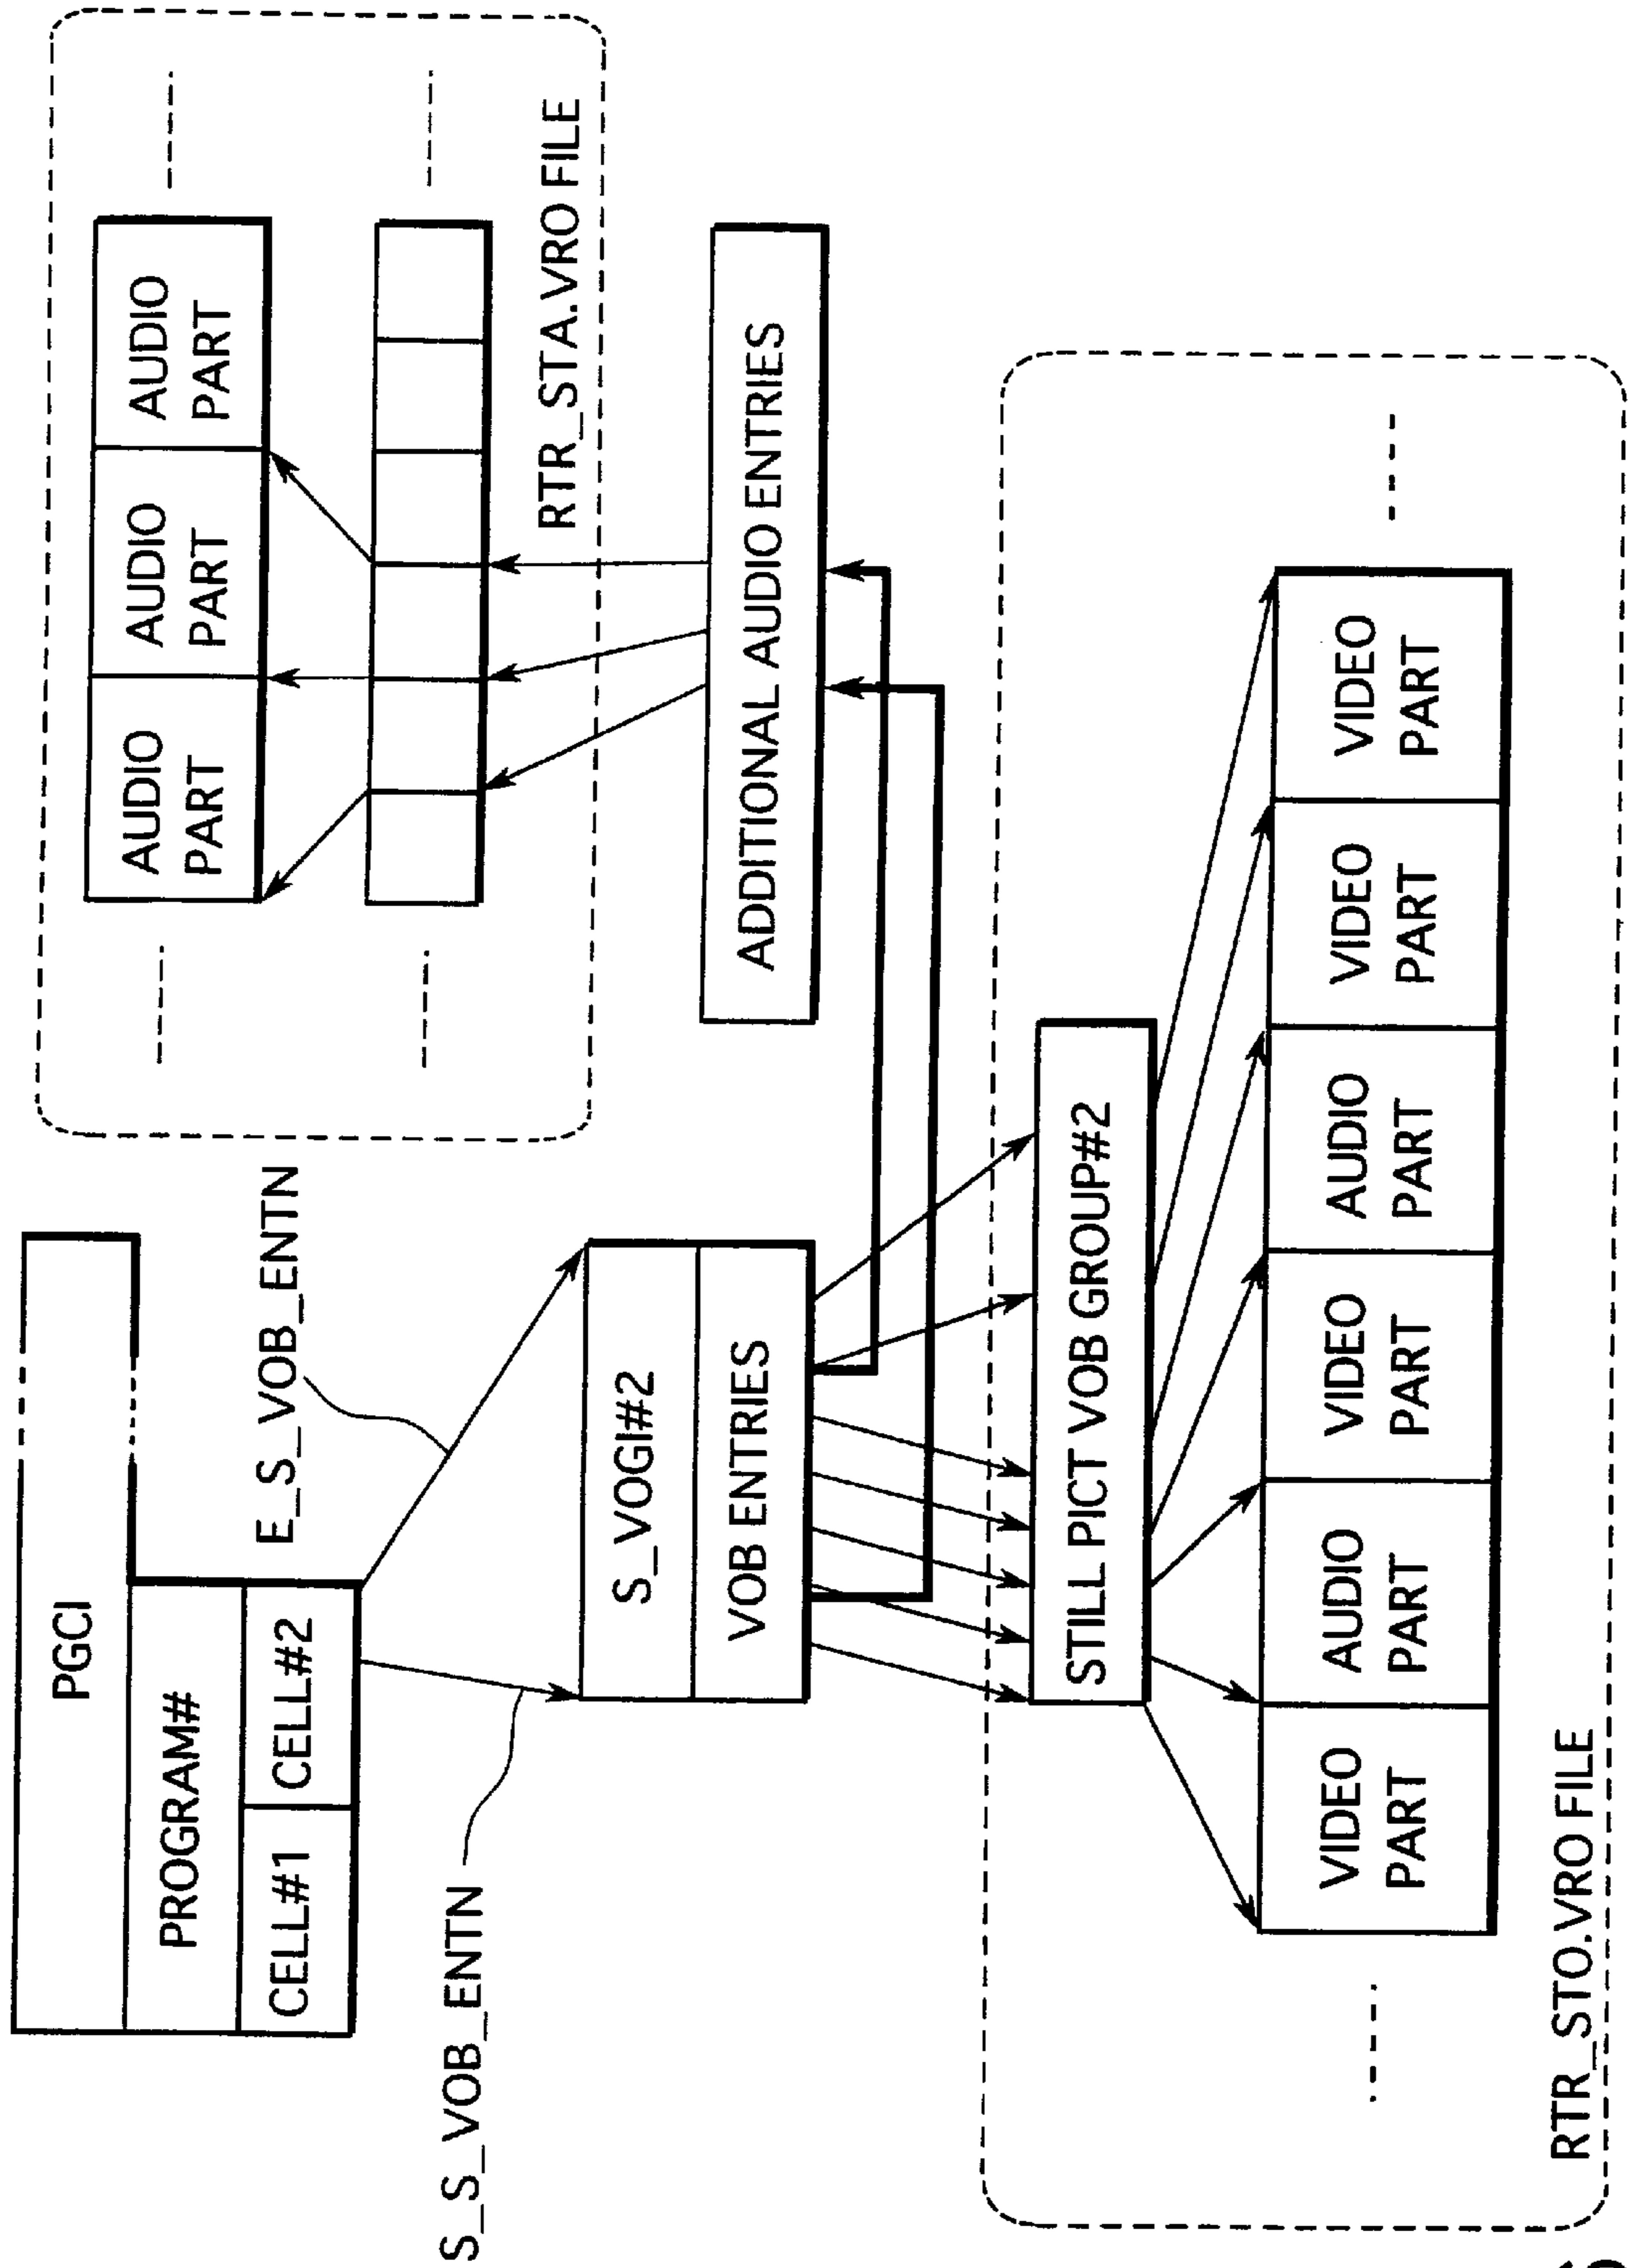 PGCI
PROGRAM#
CELL#1
CELL#2
E_S_VOB_ENTN
S_S_VOB_ENTN
S_VOGI#2
VOB ENTRIES
AUDIO
PART
AUDIO
PART
AUDIO
PART
RTR_STA.VRO FILE
ADDITIONAL AUDIO ENTRIES
STILL PICT VOB GROUP#2
VIDEO
PART
AUDIO
PART
VIDEO
PART
AUDIO
PART
VIDEO
PART
VIDEO
PART
RTR_STO.VRO FILE